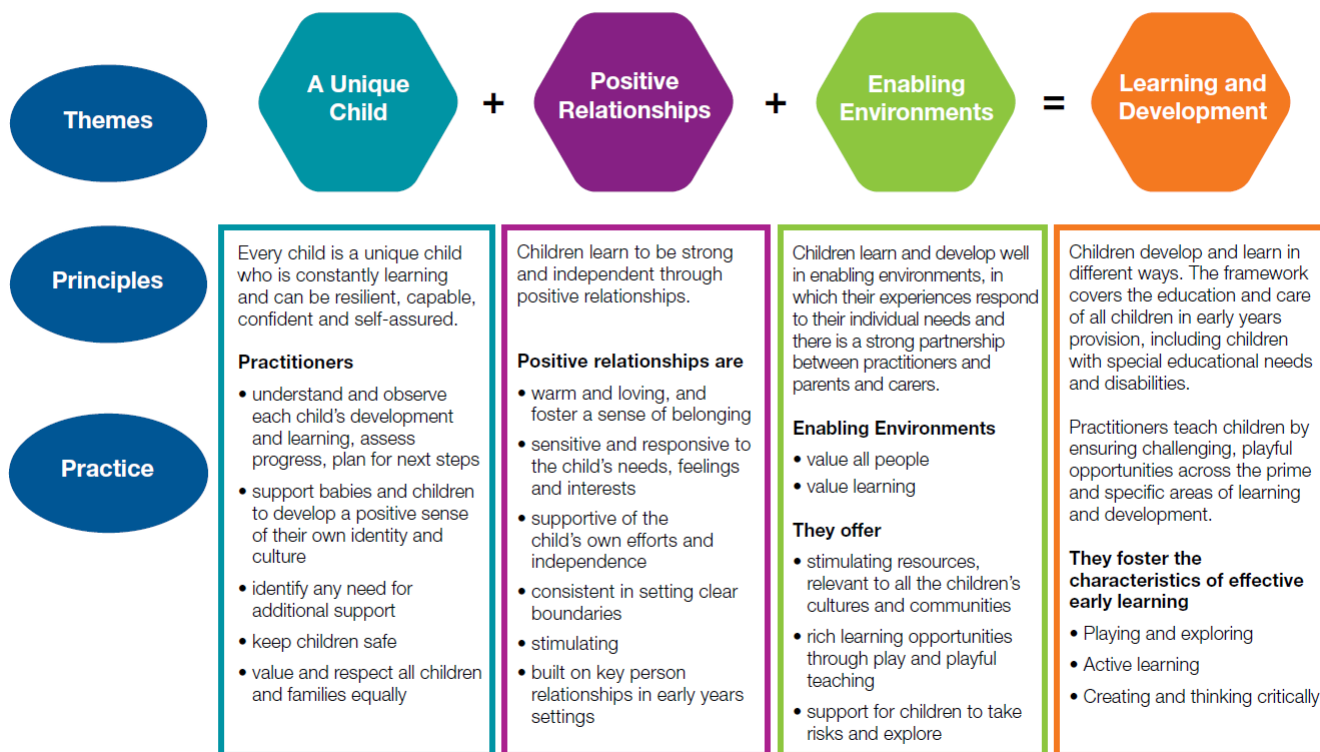 Themes
A Unique
Child
+
Positive
Relationships
+
Enabling
Environments
=
Learning and
Development
Principles
Practice
Every child is a unique child
who is constantly learning
and can be resilient, capable,
confident and self-assured.
Practitioners
• understand and observe
each child’s development
and learning, assess
progress, plan for next steps
• support babies and children
to develop a positive sense
of their own identity and
culture
• identify any need for
additional support
• keep children safe
• value and respect all children
and families equally
Children learn to be strong
and independent through
positive relationships.
Positive relationships are
• warm and loving, and
foster a sense of belonging
• sensitive and responsive to
the child’s needs, feelings
and interests
• supportive of the
child’s own efforts and
independence
• consistent in setting clear
boundaries
• stimulating
• built on key person
relationships in early years
settings
Children learn and develop well
in enabling environments, in
which their experiences respond
to their individual needs and
there is a strong partnership
between practitioners and
parents and carers.
Enabling Environments
• value all people
• value learning
They offer
• stimulating resources,
relevant to all the children’s
cultures and communities
• rich learning opportunities
through play and playful
teaching
• support for children to take
risks and explore
Children develop and learn in
different ways. The framework
covers the education and care
of all children in early years
provision, including children
with special educational needs
and disabilities.
Practitioners teach children by
ensuring challenging, playful
opportunities across the prime
and specific areas of learning
and development.
They foster the
characteristics of effective
early learning
• Playing and exploring
• Active learning
• Creating and thinking critically